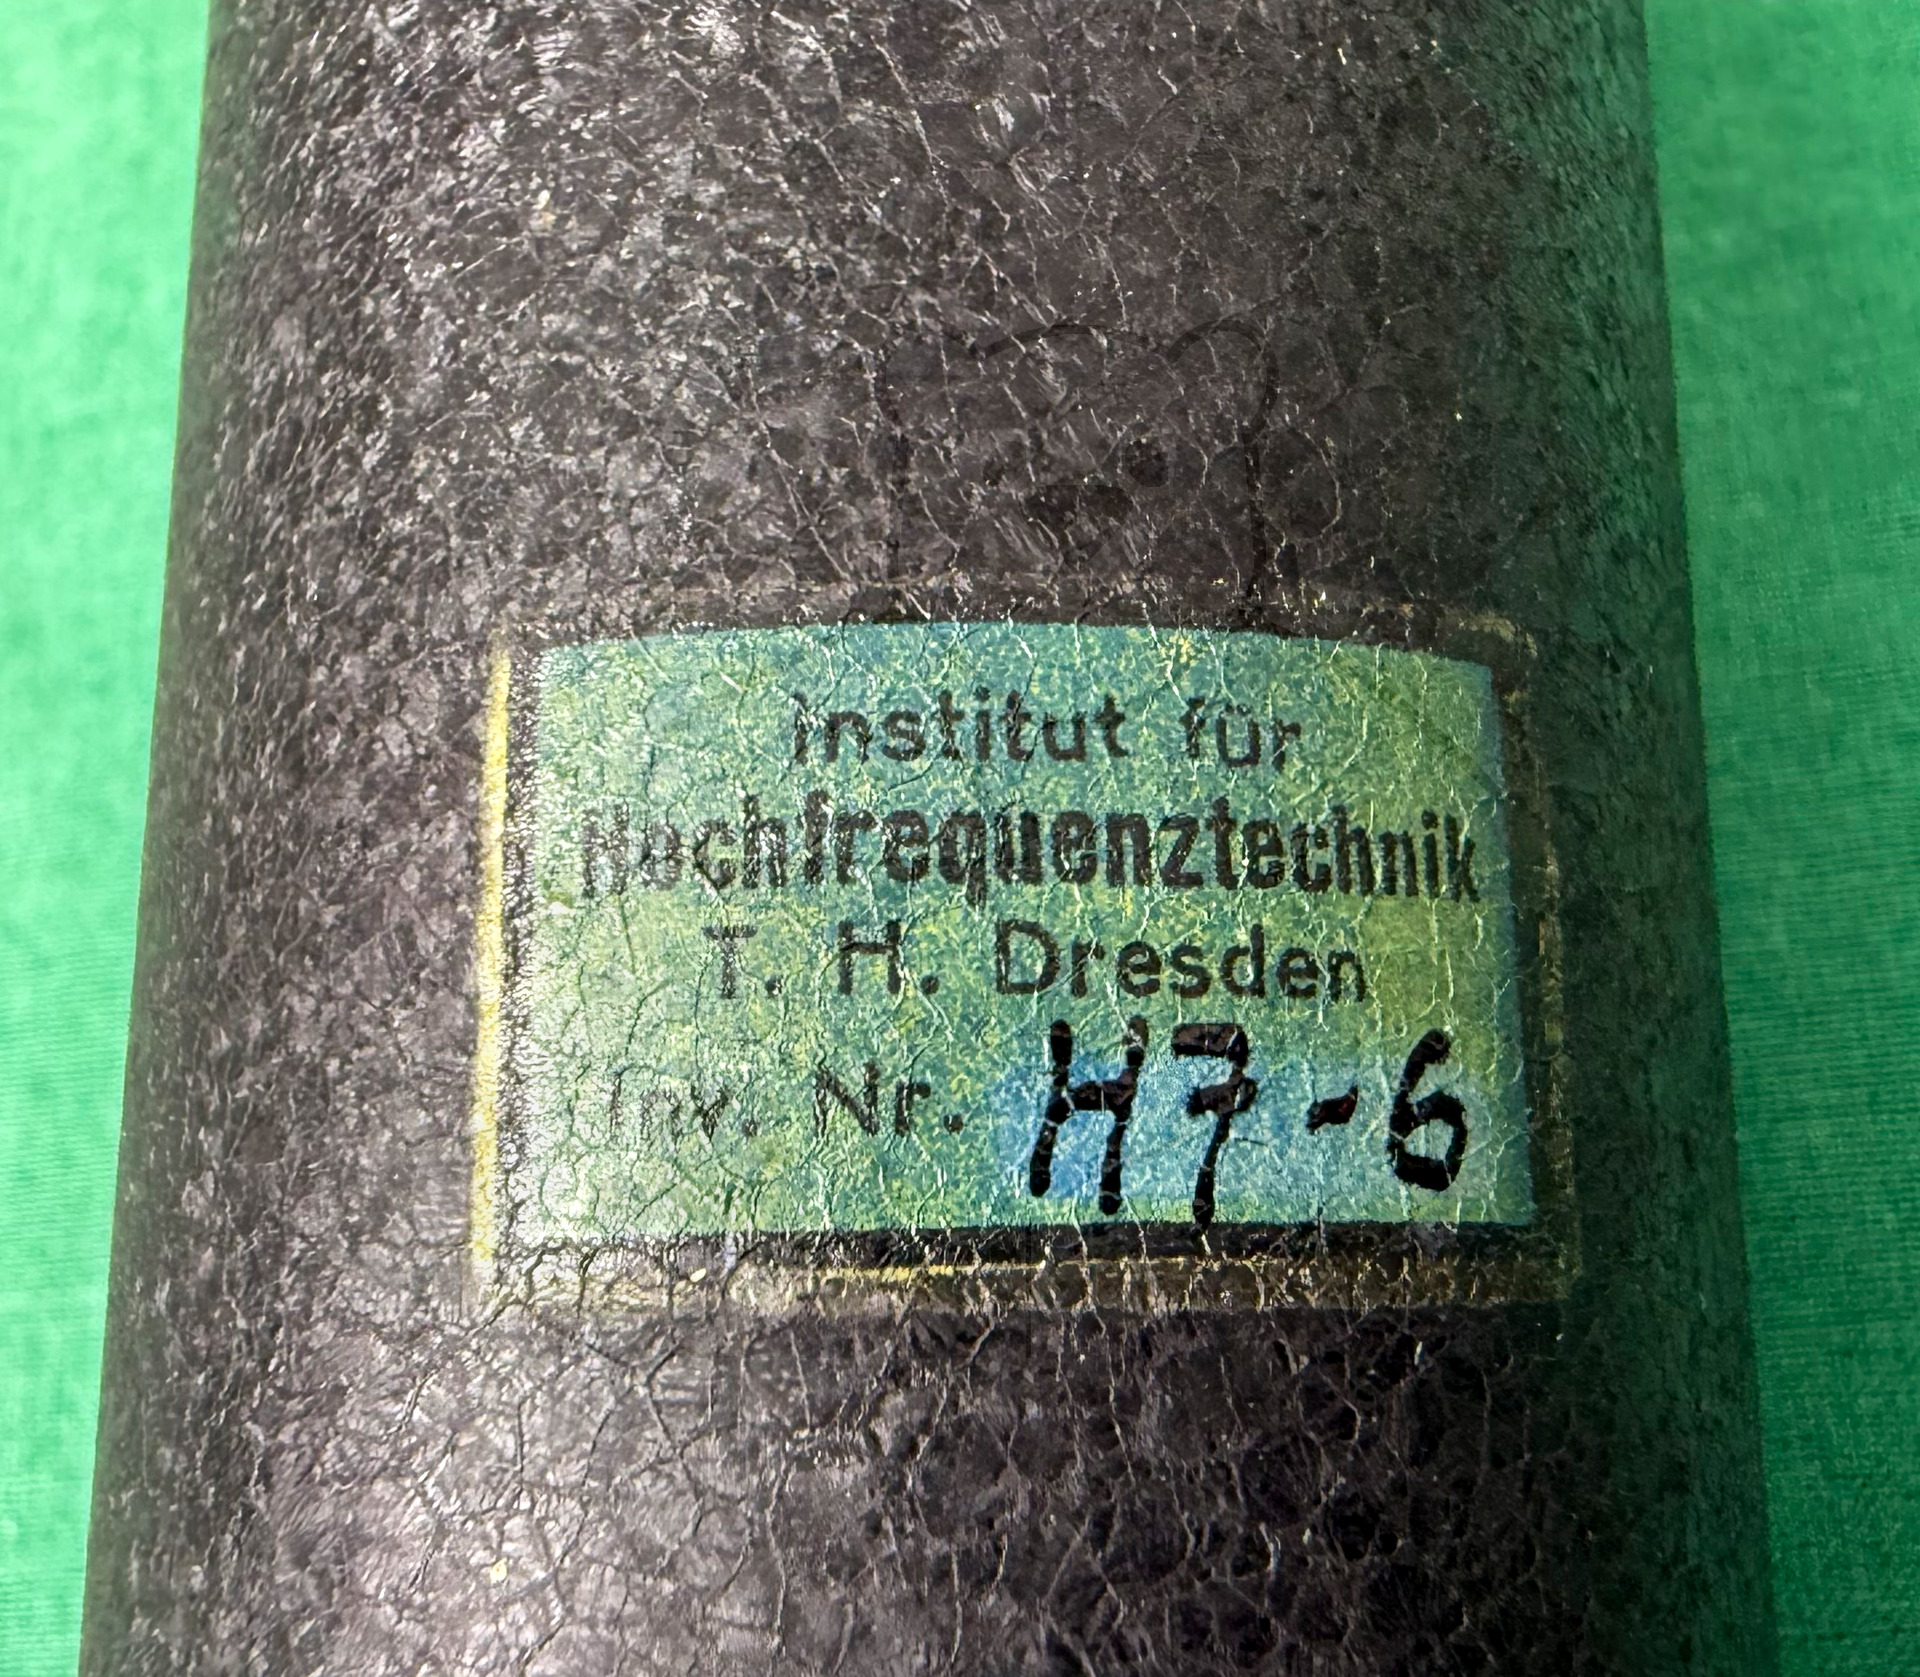 Institut für
Hochfrequenztechnik
T. H. Dresden
Inv. Nr. H7-6